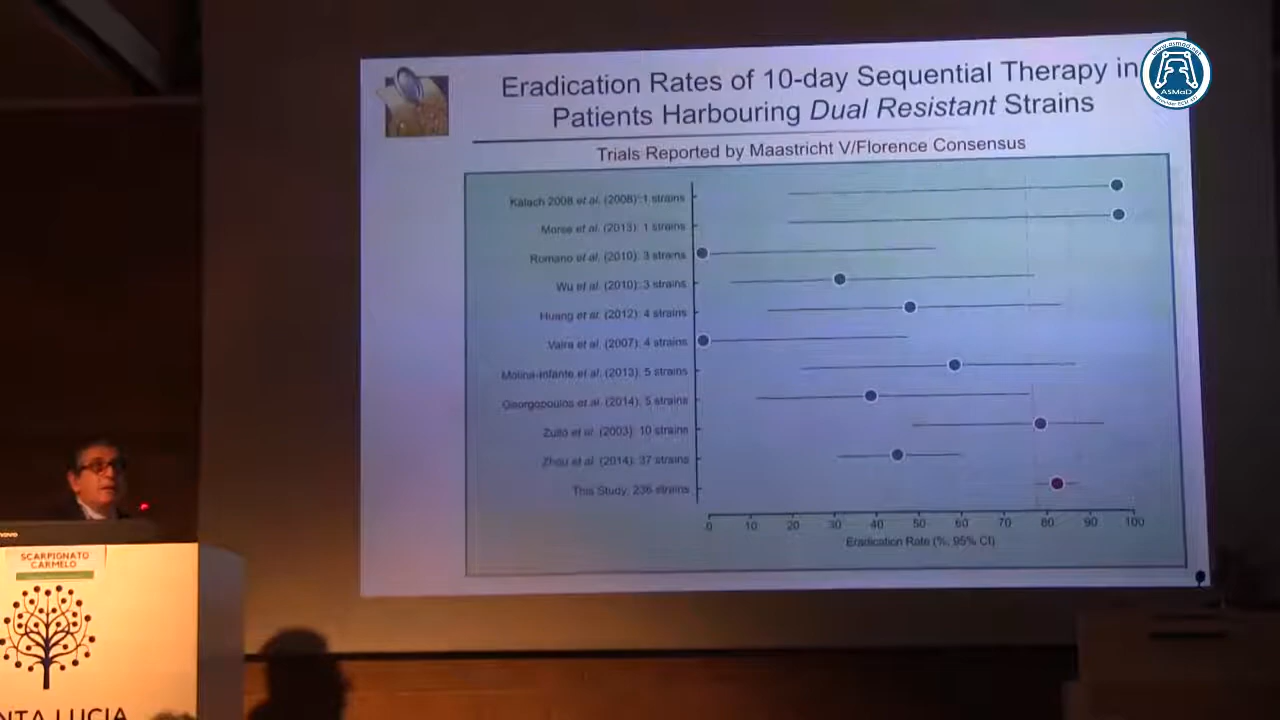 Eradication Rates of 10-day Sequential Therapy in
Patients Harbouring Dual Resistant Strains
Trials Reported by Maastricht V/Florence Consensus
Kalach 2008 et al. (2008): 1 strains
Morse et al. (2013): 1 strains
Romano et al. (2010): 3 strains
Wu et al. (2010): 3 strains
Huang et al. (2012): 4 strains
Vaira et al. (2007): 4 strains
Molina-Infante et al. (2013): 5 strains
Georgopoulos et al. (2014): 5 strains
Zullo et al. (2003): 10 strains
Zhou et al. (2014): 37 strains
This Study: 236 strains
0 10 20 30 40 50 60 70 80 90 100
Eradication Rate (%, 95% CI)
www.asmad.net
ASMaD
SCARPIGNATO
CARMELO
NTA LUCIA